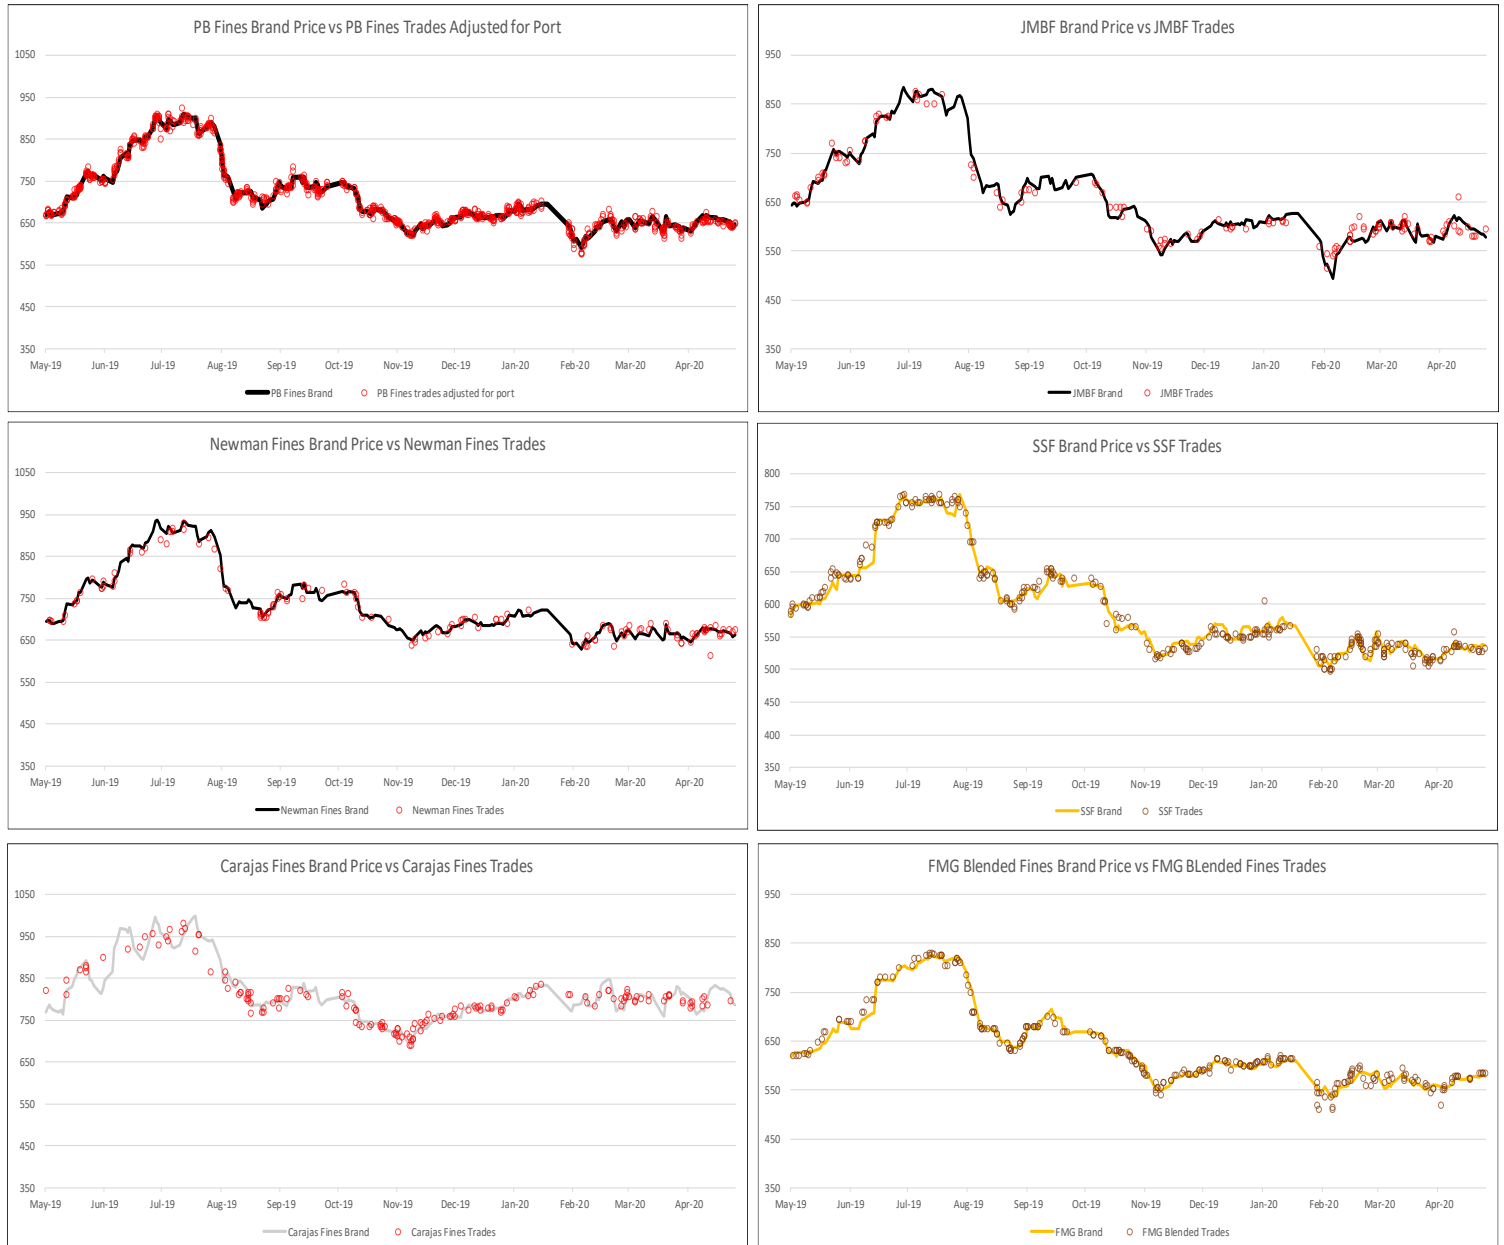 PB Fines Brand Price vs PB Fines Trades Adjusted for Port
1050
950
850
750
650
550
450
350
May-19 Jun-19 Jul-19 Aug-19 Sep-19 Oct-19 Nov-19 Dec-19 Jan-20 Feb-20 Mar-20 Apr-20
PB Fines Brand PB Fines trades adjusted for port
JMBF Brand Price vs JMBF Trades
950
850
750
650
550
450
350
May-19 Jun-19 Jul-19 Aug-19 Sep-19 Oct-19 Nov-19 Dec-19 Jan-20 Feb-20 Mar-20 Apr-20
JMBF Brand JMBF Trades
Newman Fines Brand Price vs Newman Fines Trades
1050
950
850
750
650
550
450
350
May-19 Jun-19 Jul-19 Aug-19 Sep-19 Oct-19 Nov-19 Dec-19 Jan-20 Feb-20 Mar-20 Apr-20
Newman Fines Brand Newman Fines Trades
SSF Brand Price vs SSF Trades
800
750
700
650
600
550
500
450
400
350
May-19 Jun-19 Jul-19 Aug-19 Sep-19 Oct-19 Nov-19 Dec-19 Jan-20 Feb-20 Mar-20 Apr-20
SSF Brand SSF Trades
Carajas Fines Brand Price vs Carajas Fines Trades
1050
950
850
750
650
550
450
350
May-19 Jun-19 Jul-19 Aug-19 Sep-19 Oct-19 Nov-19 Dec-19 Jan-20 Feb-20 Mar-20 Apr-20
Carajas Fines Brand Carajas Fines Trades
FMG Blended Fines Brand Price vs FMG BLended Fines Trades
950
850
750
650
550
450
350
May-19 Jun-19 Jul-19 Aug-19 Sep-19 Oct-19 Nov-19 Dec-19 Jan-20 Feb-20 Mar-20 Apr-20
FMG Brand FMG Blended Trades